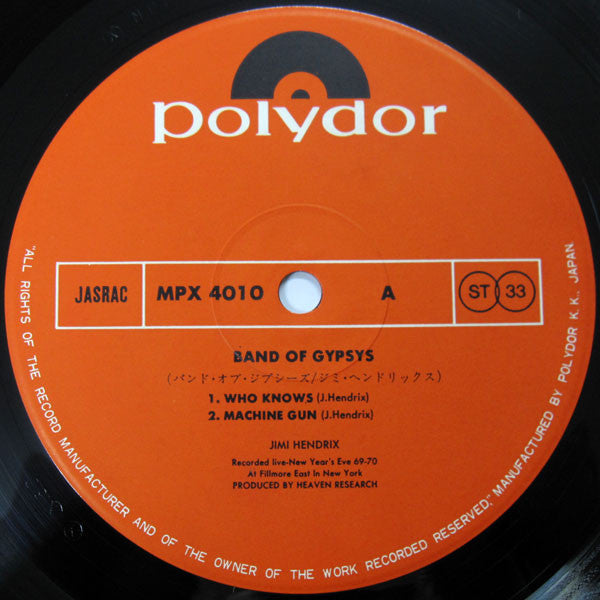 polydor
JASRAC
MPX 4010
A
ST 33
BAND OF GYPSYS
(バンド・オブ・ジプシーズ/ジミ・ヘンドリックス)
1. WHO KNOWS (J.Hendrix)
2. MACHINE GUN (J.Hendrix)
JIMI HENDRIX
Recorded live-New Year's Eve 69-70
At Fillmore East In New York
PRODUCED BY HEAVEN RESEARCH
"ALL RIGHTS OF THE RECORD MANUFACTURER AND OF THE OWNER OF THE WORK RECORDED RESERVED," MANUFACTURED BY POLYDOR K. K. JAPAN.